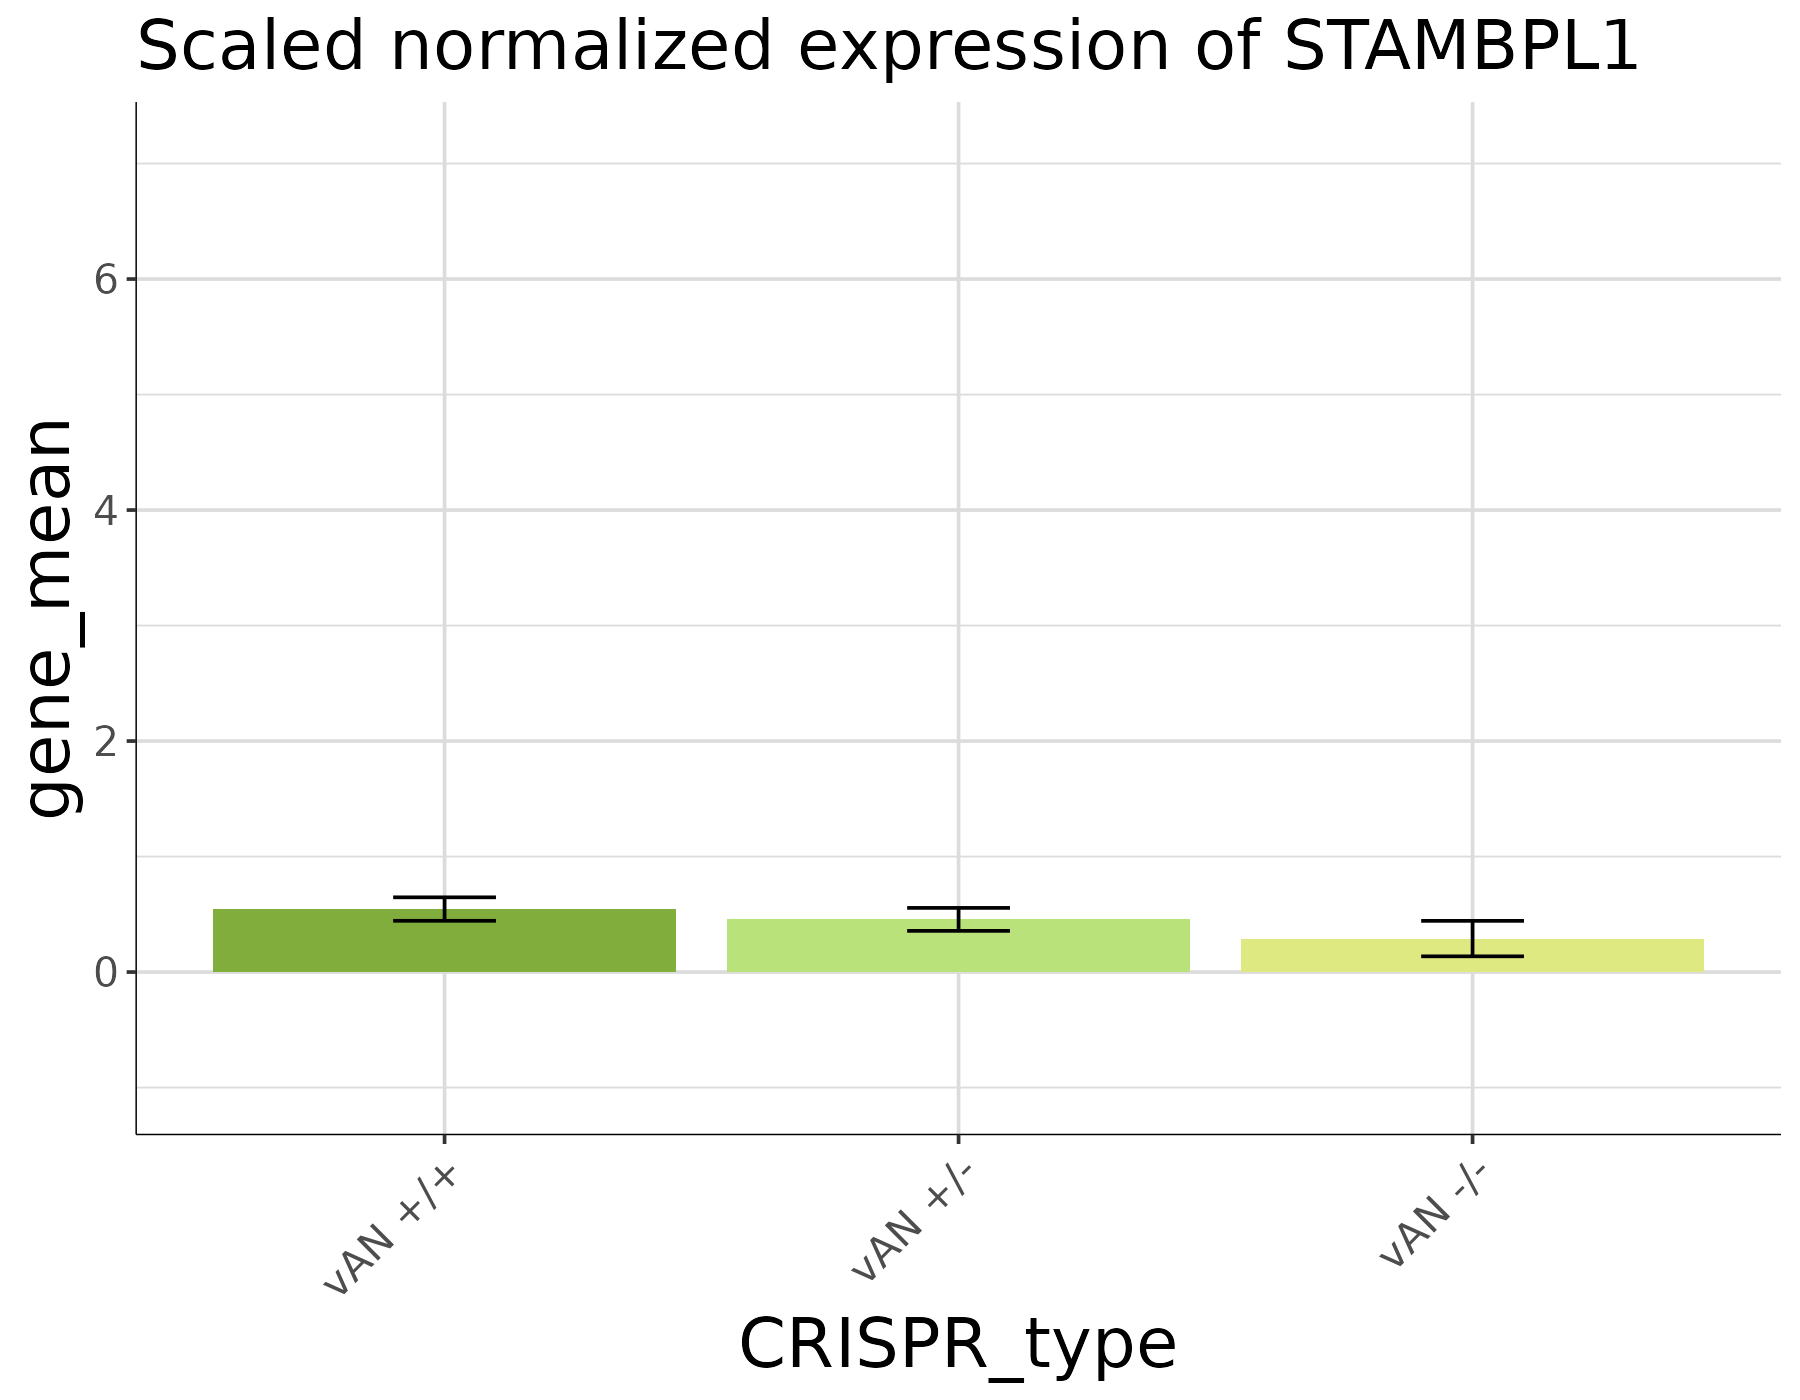 Scaled normalized expression of STAMBPL1
gene_mean
6
4
2
0
vAN +/+
vAN +/-
vAN -/-
CRISPR_type